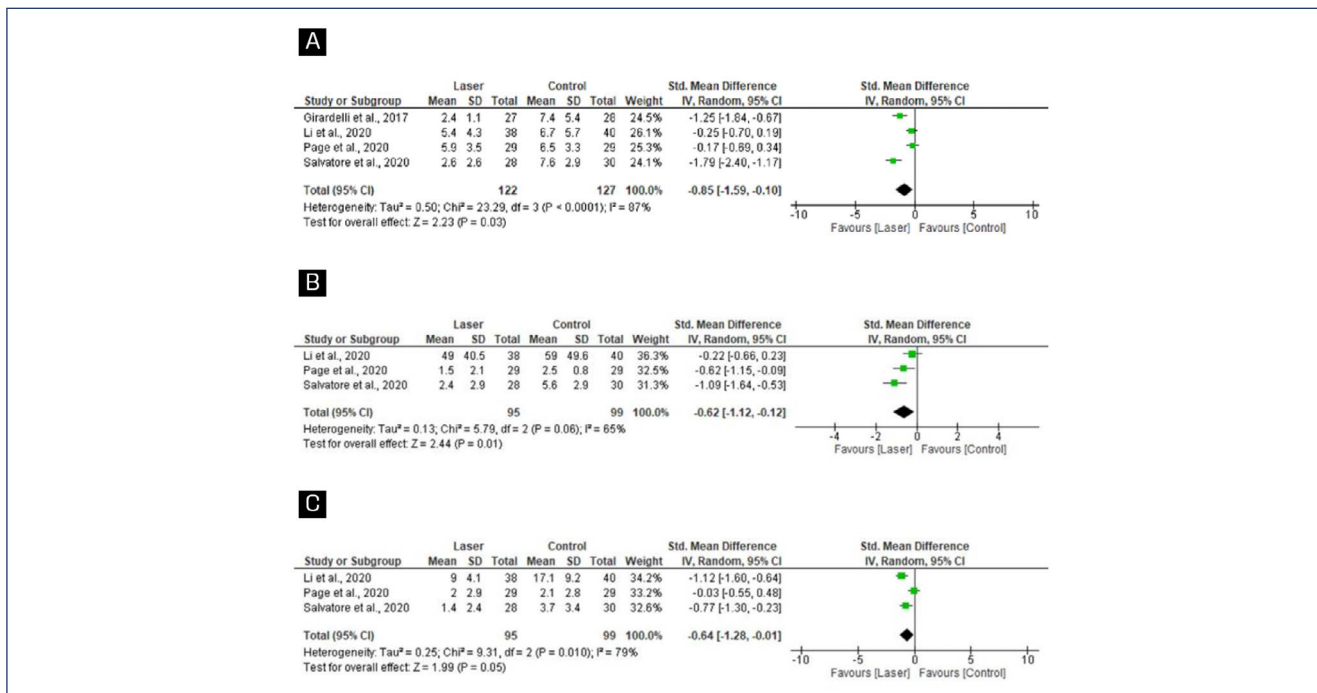 A
Laser Control Std. Mean Difference Std. Mean Difference
Study or Subgroup Mean SD Total Mean SD Total Weight IV, Random, 95% CI IV, Random, 95% CI
Girardelli et al., 2017 2.4 1.1 27 7.4 5.4 28 24.5% -1.25 [-1.84, -0.67]
Li et al., 2020 5.4 4.3 38 6.7 5.7 40 26.1% -0.25 [-0.70, 0.19]
Page et al., 2020 5.9 3.5 29 6.5 3.3 29 25.3% -0.17 [-0.69, 0.34]
Salvatore et al., 2020 2.6 2.6 28 7.6 2.9 30 24.1% -1.79 [-2.40, -1.17]
Total (95% CI) 122 127 100.0% -0.85 [-1.59, -0.10]
Heterogeneity: Tau² = 0.50; Chi² = 23.29, df = 3 (P < 0.0001); I² = 87%
Test for overall effect: Z = 2.23 (P = 0.03)
-10 -5 0 5 10
Favours [Laser] Favours [Control]
B
Laser Control Std. Mean Difference Std. Mean Difference
Study or Subgroup Mean SD Total Mean SD Total Weight IV, Random, 95% CI IV, Random, 95% CI
Li et al., 2020 49 40.5 38 59 49.6 40 36.3% -0.22 [-0.66, 0.23]
Page et al., 2020 1.5 2.1 29 2.5 0.8 29 32.5% -0.62 [-1.15, -0.09]
Salvatore et al., 2020 2.4 2.9 28 5.6 2.9 30 31.3% -1.09 [-1.64, -0.53]
Total (95% CI) 95 99 100.0% -0.62 [-1.12, -0.12]
Heterogeneity: Tau² = 0.13; Chi² = 5.79, df = 2 (P = 0.06); I² = 65%
Test for overall effect: Z = 2.44 (P = 0.01)
-4 -2 0 2 4
Favours [Laser] Favours [Control]
C
Laser Control Std. Mean Difference Std. Mean Difference
Study or Subgroup Mean SD Total Mean SD Total Weight IV, Random, 95% CI IV, Random, 95% CI
Li et al., 2020 9 4.1 38 17.1 9.2 40 34.2% -1.12 [-1.60, -0.64]
Page et al., 2020 2 2.9 29 2.1 2.8 29 33.2% -0.03 [-0.55, 0.48]
Salvatore et al., 2020 1.4 2.4 28 3.7 3.4 30 32.6% -0.77 [-1.30, -0.23]
Total (95% CI) 95 99 100.0% -0.64 [-1.28, -0.01]
Heterogeneity: Tau² = 0.25; Chi² = 9.31, df = 2 (P = 0.010); I² = 79%
Test for overall effect: Z = 1.99 (P = 0.05)
-10 -5 0 5 10
Favours [Laser] Favours [Control]